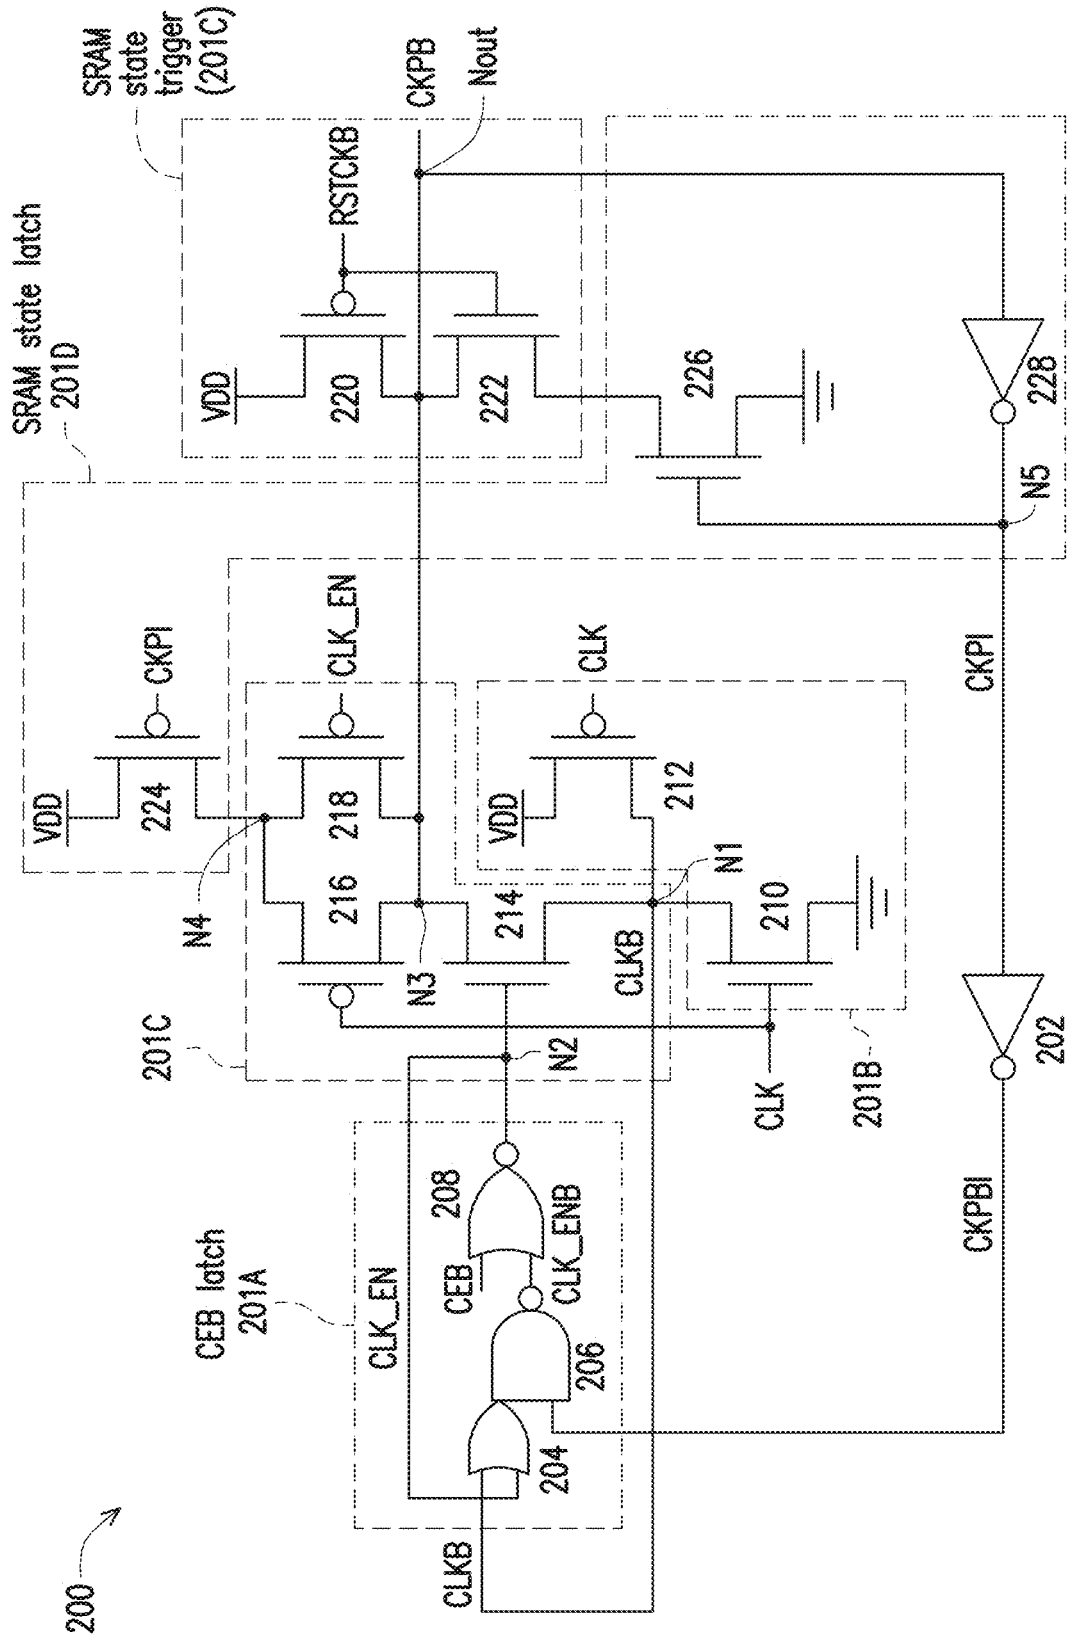 200
CEB latch
201A
CLK_EN
CLKB
204
206
CEB
208
CLK_ENB
CKPBI
202
201C
N4
N3
N2
CLK
201B
CLKB
N1
VDD
224
CKPI
216
218
CLK_EN
214
VDD
212
CLK
210
CKPI
SRAM state latch
201D
SRAM
state
trigger
(201C)
VDD
220
RSTCKB
222
CKPB
Nout
226
228
N5